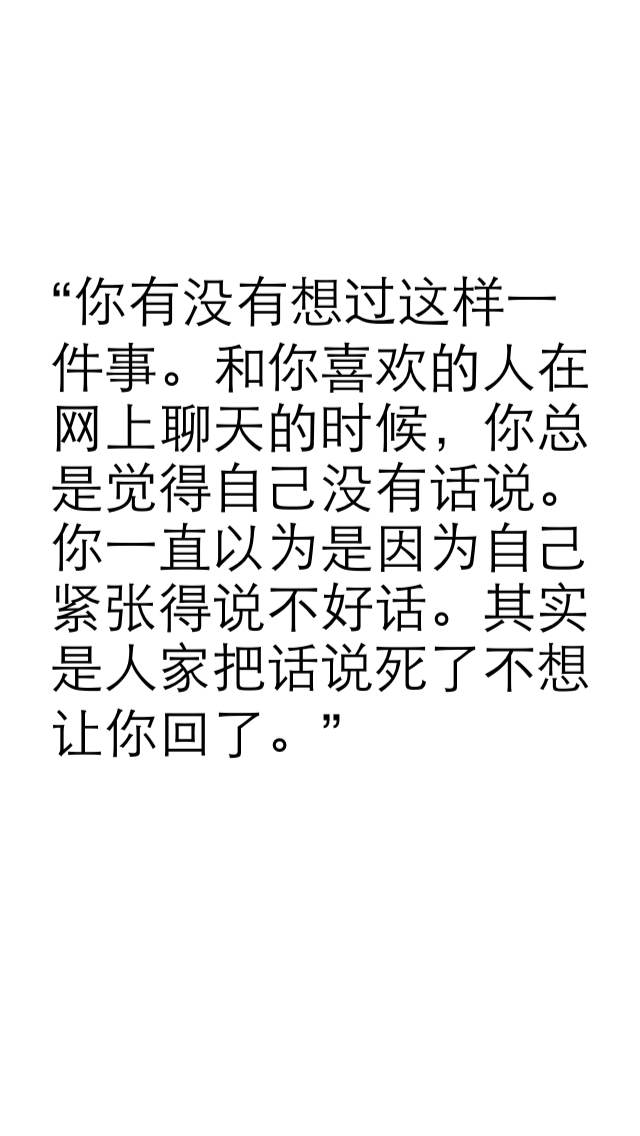 “你有没有想过这样一
件事。和你喜欢的人在
网上聊天的时候，你总
是觉得自己没有话说。
你一直以为是因为自己
紧张得说不好话。其实
是人家把话说死了不想
让你回了。”